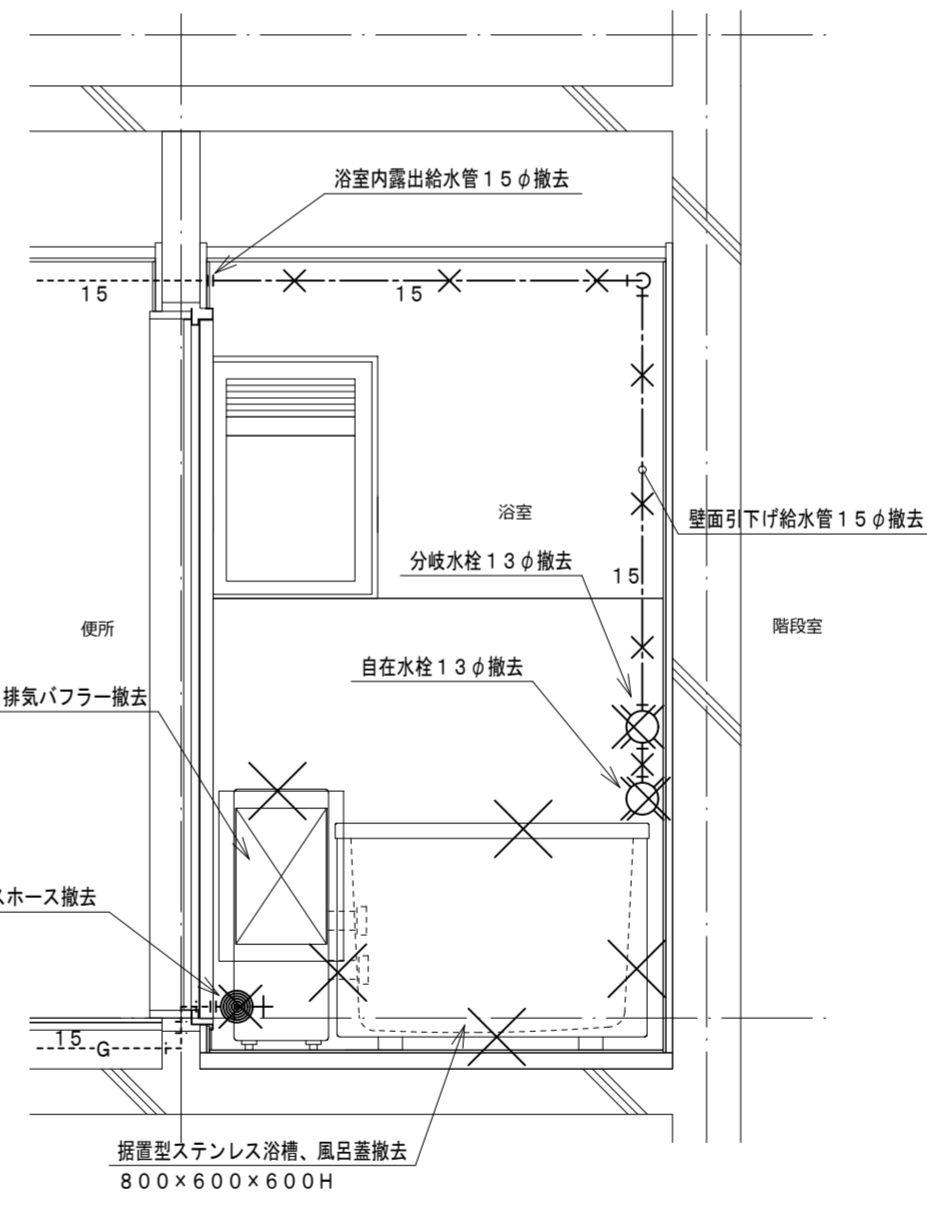 浴室内露出給水管１５φ撤去
15
15
浴室
壁面引下げ給水管１５φ撤去
分岐水栓１３φ撤去
15
便所
階段室
自在水栓１３φ撤去
排気バフラー撤去
スホース撤去
15
G
据置型ステンレス浴槽、風呂蓋撤去
８００×６００×６００H